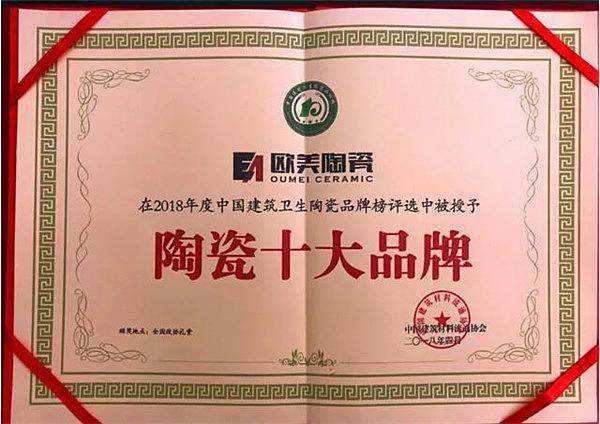 欧美陶瓷
OUMEI CERAMIC
在2018年度中国建筑卫生陶瓷品牌榜评选中被授予
陶瓷十大品牌
颁奖地点：全国政协礼堂
中国建筑材料流通协会
二〇一八年四月